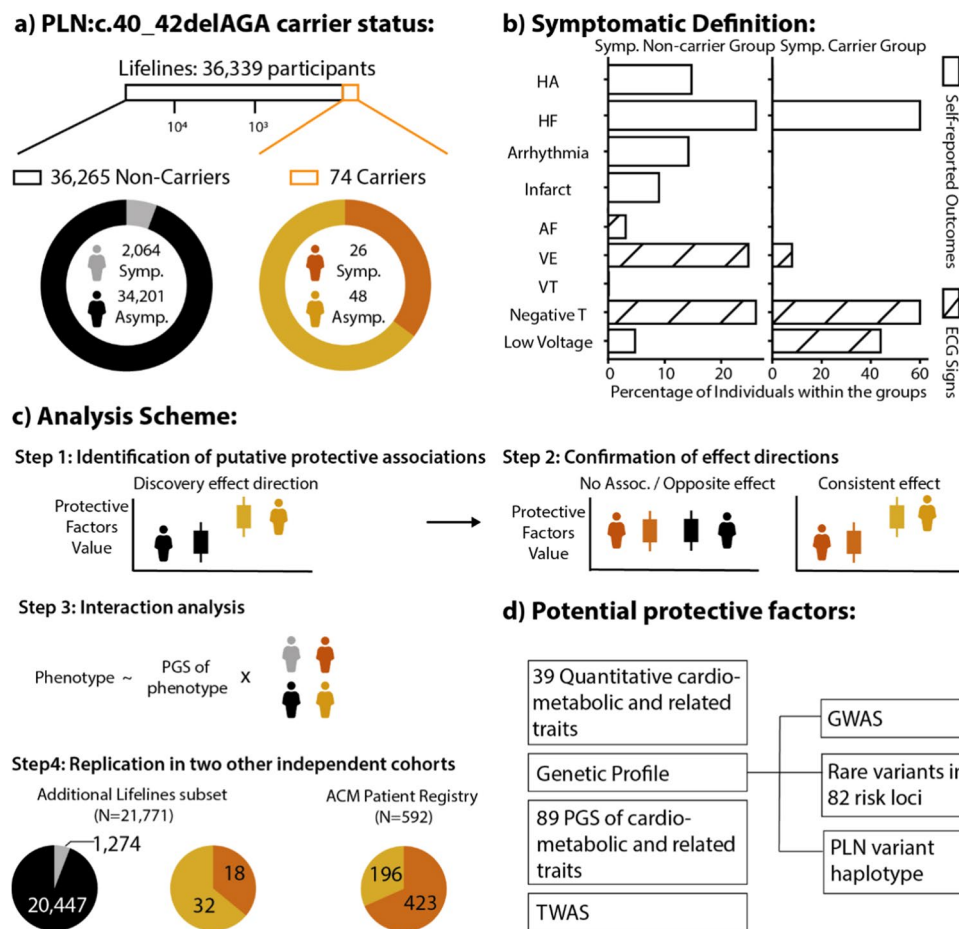 a) PLN:c.40_42delAGA carrier status:
Lifelines: 36,339 participants
10⁴
10³
36,265 Non-Carriers
74 Carriers
2,064
Symp.
34,201
Asymp.
26
Symp.
48
Asymp.
b) Symptomatic Definition:
Symp. Non-carrier Group
Symp. Carrier Group
HA
HF
Arrhythmia
Infarct
AF
VE
VT
Negative T
Low Voltage
0
10
20
0
20
40
60
Percentage of Individuals within the groups
Self-reported Outcomes
ECG Signs
c) Analysis Scheme:
Step 1: Identification of putative protective associations
Discovery effect direction
Protective
Factors
Value
Step 2: Confirmation of effect directions
No Assoc. / Opposite effect
Consistent effect
Protective
Factors
Value
Step 3: Interaction analysis
Phenotype ~
PGS of
phenotype
X
Step4: Replication in two other independent cohorts
Additional Lifelines subset
(N=21,771)
1,274
20,447
18
32
ACM Patient Registry
(N=592)
196
423
d) Potential protective factors:
39 Quantitative cardio-
metabolic and related
traits
Genetic Profile
89 PGS of cardio-
metabolic and related
traits
TWAS
GWAS
Rare variants in
82 risk loci
PLN variant
haplotype